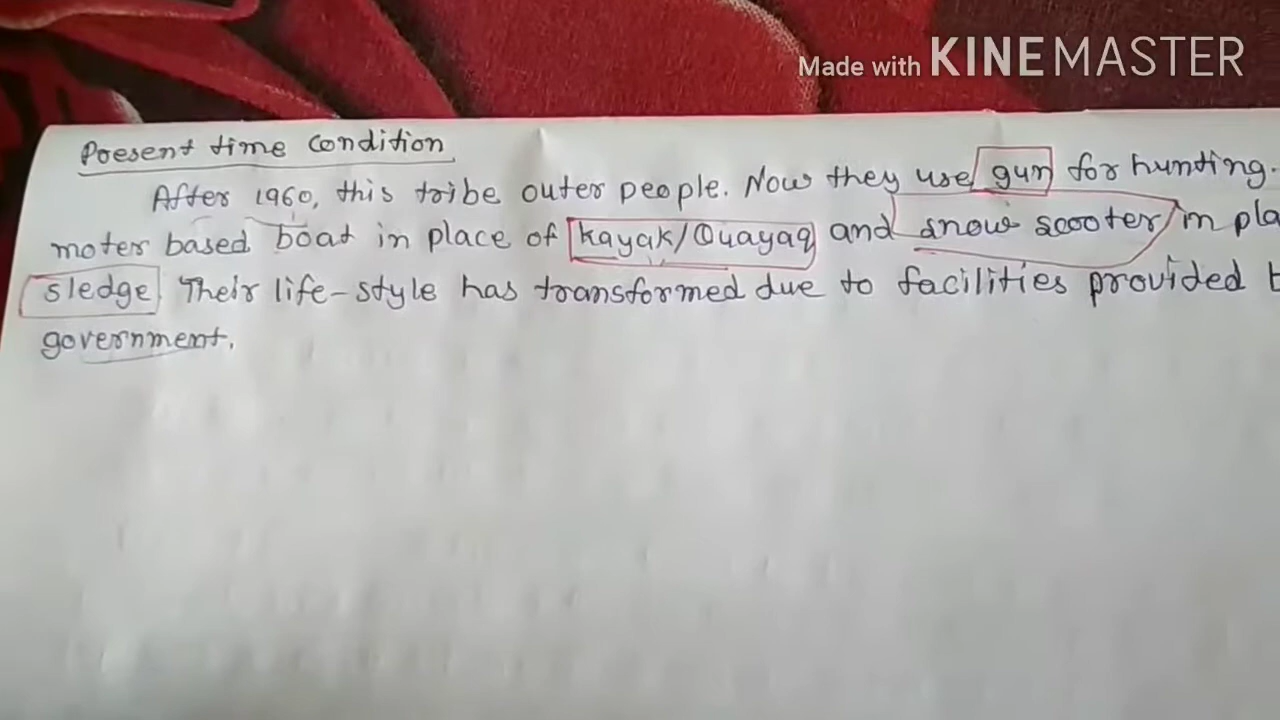 Made with KINEMASTER
Present time condition
After 1960, this tribe outer people. Now they use gun for hunting.
moter based boat in place of kayak/Quayaq and snow scooter in pla
sledge. Their life-style has transformed due to facilities provided b
government.